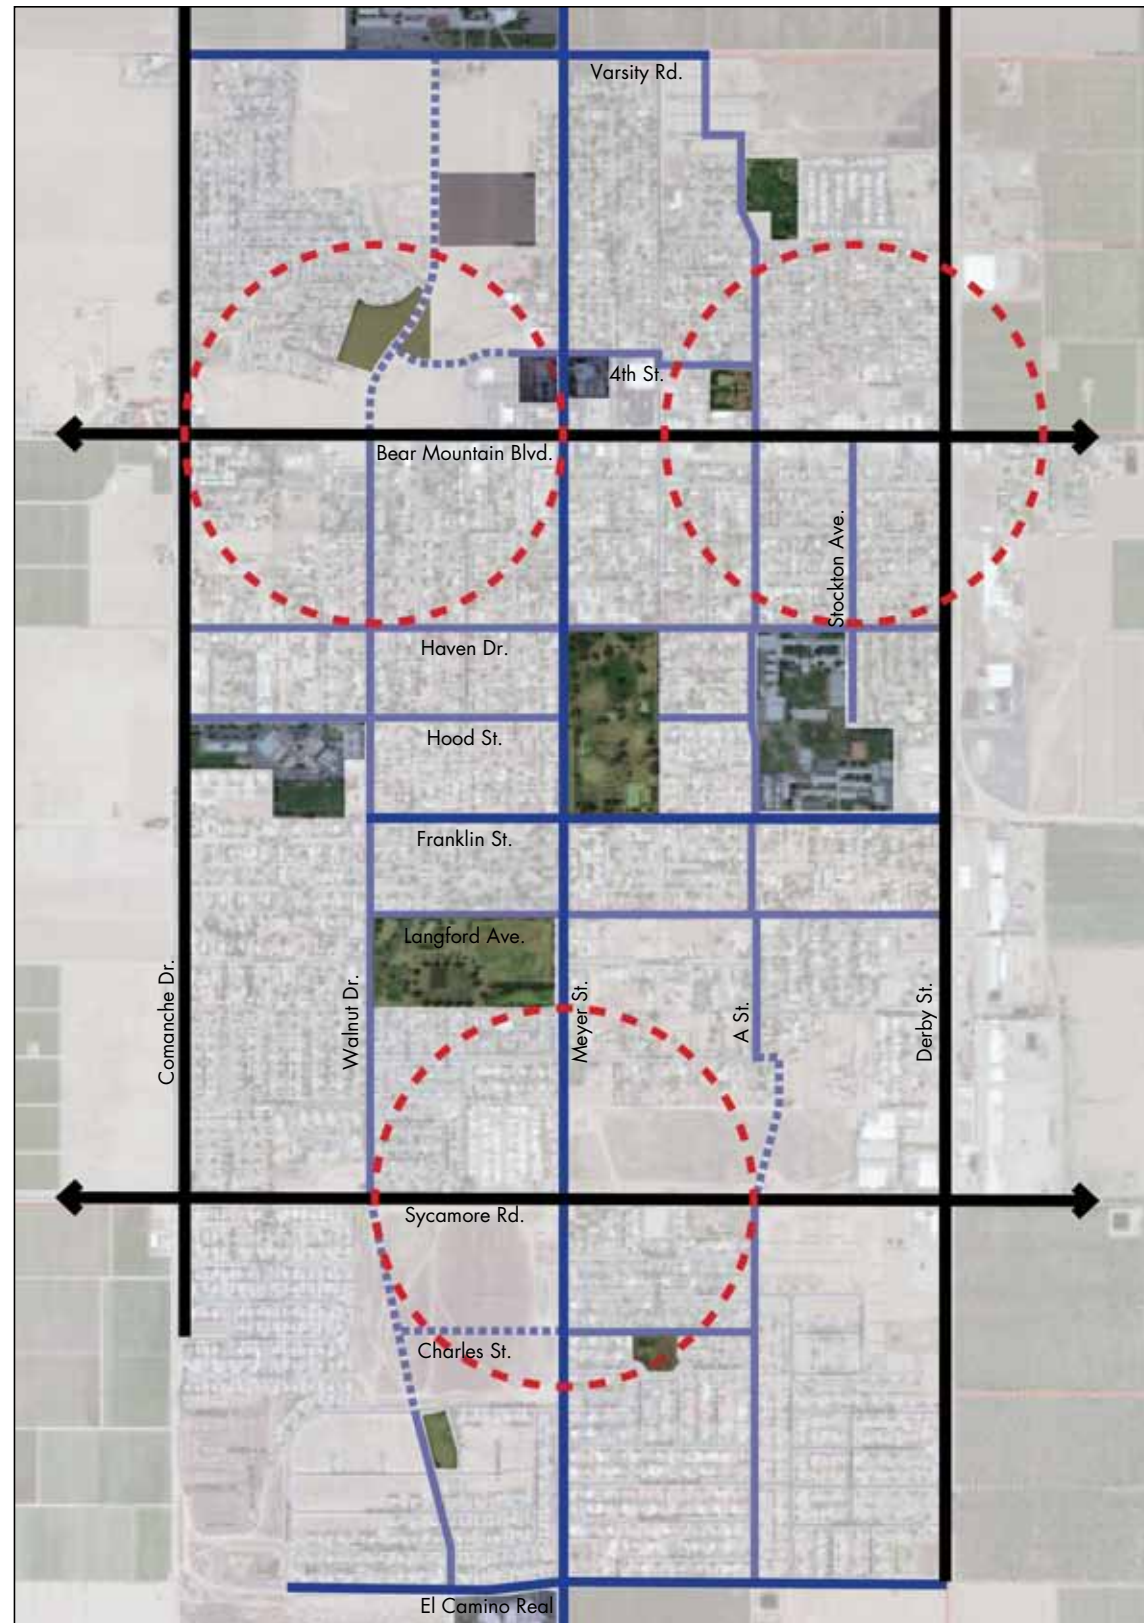 Varsity Rd.
4th St.
Bear Mountain Blvd.
Stockton Ave.
Haven Dr.
Hood St.
Franklin St.
Langford Ave.
Comanche Dr.
Walnut Dr.
Meyer St.
A St.
Derby St.
Sycamore Rd.
Charles St.
El Camino Real